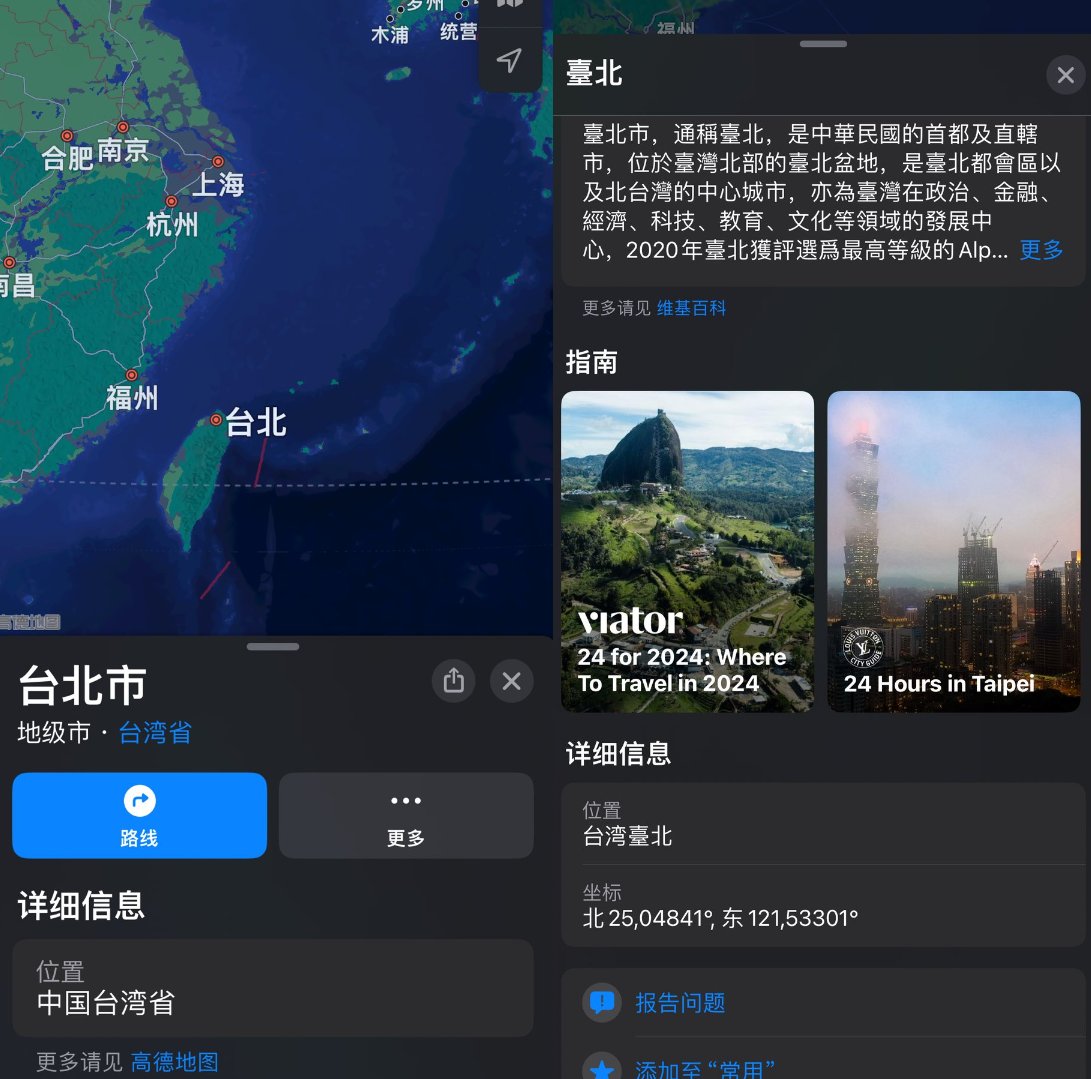 罗州
木浦
统营
合肥
南京
上海
杭州
南昌
福州
台北
高德地图
台北市
地级市 · 台湾省
路线
更多
详细信息
位置
中国台湾省
更多请见 高德地图
福州
臺北
臺北市，通稱臺北，是中華民國的首都及直轄
市，位於臺灣北部的臺北盆地，是臺北都會區以
及北台灣的中心城市，亦為臺灣在政治、金融、
經濟、科技、教育、文化等領域的發展中
心，2020年臺北獲評選爲最高等級的Alp... 更多
更多请见 维基百科
指南
viator
24 for 2024: Where
To Travel in 2024
LOUIS VUITTON
LV
CITY GUIDE
24 Hours in Taipei
详细信息
位置
台湾臺北
坐标
北 25,04841°, 东 121,53301°
报告问题
添加至“常用”